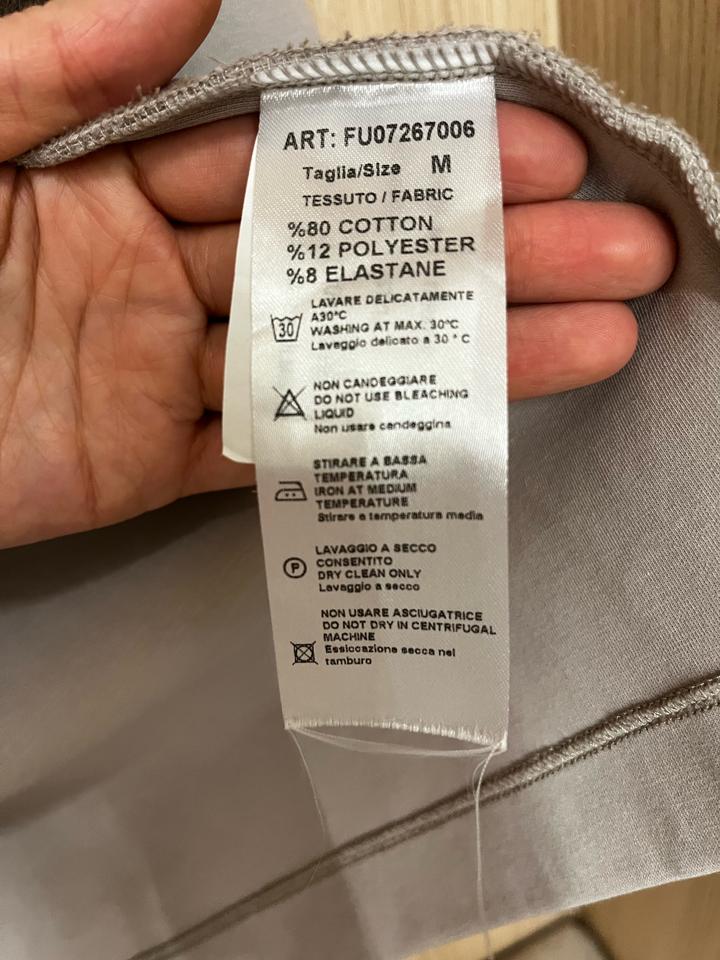 ART: FU07267006
Taglia/Size M
TESSUTO / FABRIC
%80 COTTON
%12 POLYESTER
%8 ELASTANE
LAVARE DELICATAMENTE
A30°C
30
WASHING AT MAX. 30°C
Lavaggio delicato a 30 ° C
NON CANDEGGIARE
DO NOT USE BLEACHING
LIQUID
Non usare candeggina
STIRARE A BASSA
TEMPERATURA
IRON AT MEDIUM
TEMPERATURE
Stirare a temperatura media
LAVAGGIO A SECCO
CONSENTITO
P
DRY CLEAN ONLY
Lavaggio a secco
NON USARE ASCIUGATRICE
DO NOT DRY IN CENTRIFUGAL
MACHINE
Essiccazione secca nel
tamburo